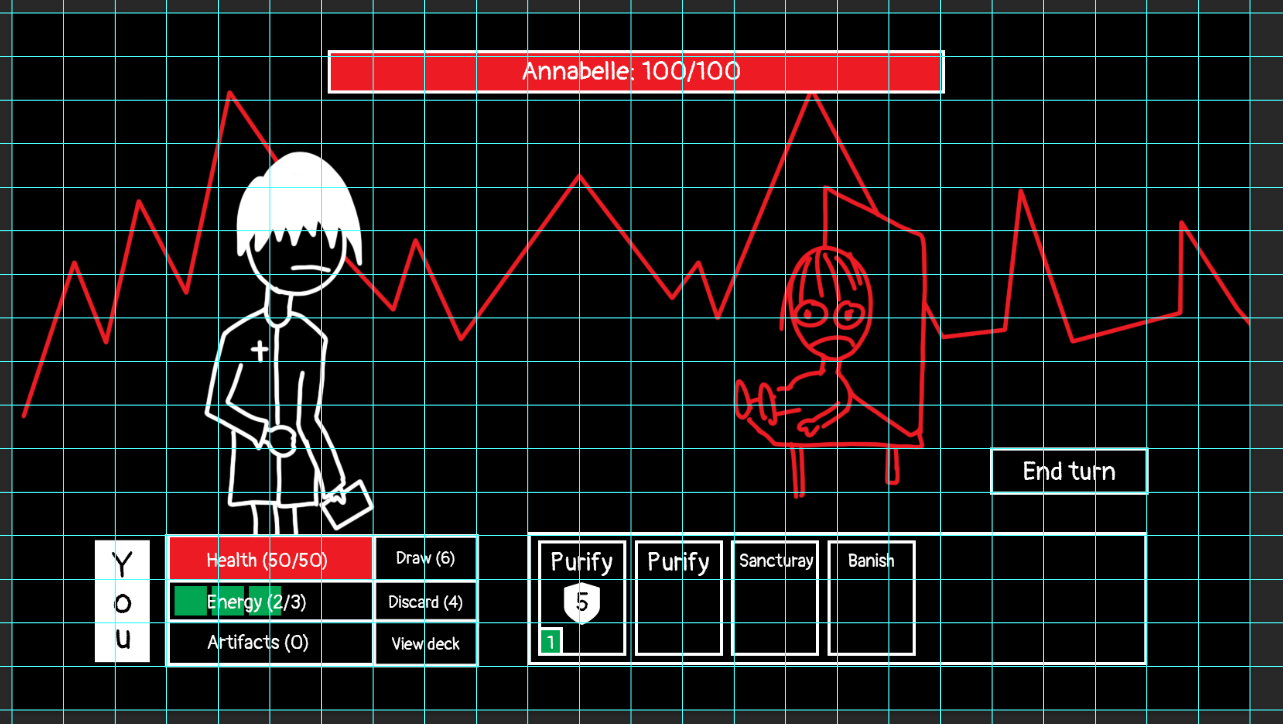 Annabelle: 100/100
End turn
You
Health (50/50)
Draw (6)
Energy (2/3)
Discard (4)
Artifacts (0)
View deck
Purify
5
1
Purify
Sancturay
Banish